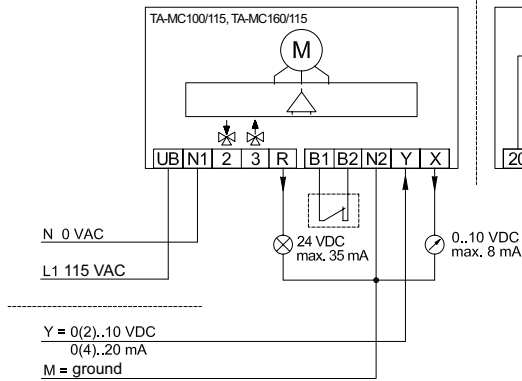 TA-MC100/115, TA-MC160/115
M
UB N1 2 3 R B1 B2 N2 Y X
20
N 0 VAC
24 VDC
max. 35 mA
0..10 VDC
max. 8 mA
L1 115 VAC
Y = 0(2)..10 VDC
0(4)..20 mA
M = ground